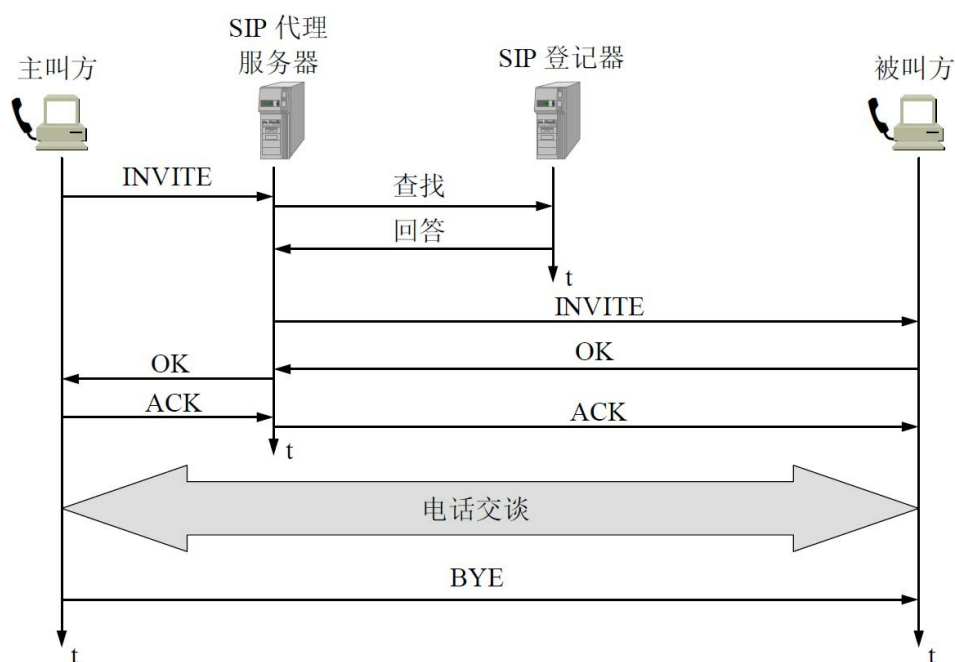 SIP 代理
服务器
主叫方
SIP 登记器
被叫方
INVITE
查找
回答
t
INVITE
OK
OK
ACK
ACK
t
电话交谈
BYE
t
t